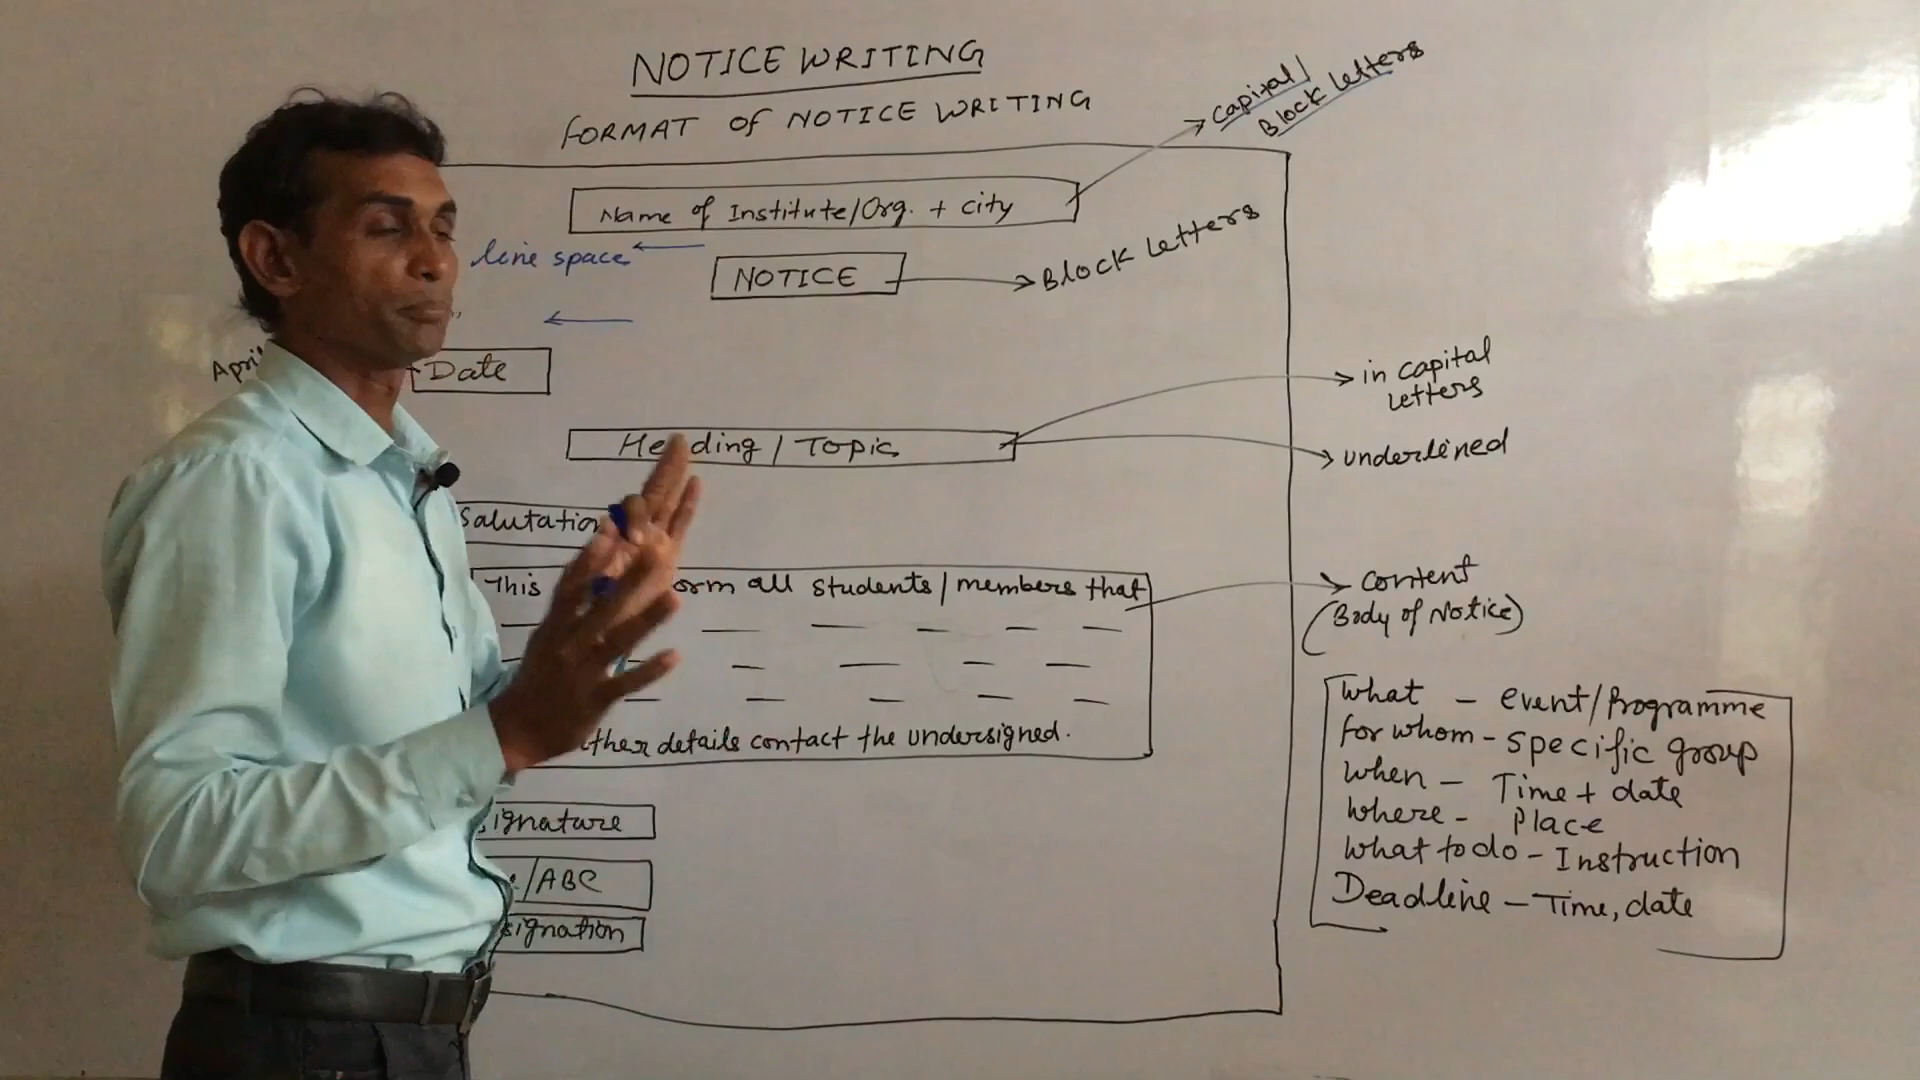 NOTICE WRITING
FORMAT OF NOTICE WRITING
Capital/
Block Letters
Name of Institute/Org. + city
line space
NOTICE
Block Letters
"
April
Date
in capital
letters
Heading / Topic
underlined
Salutation
This orm all students/members that
content
(Body of Notice)
ther details contact the undersigned.
What - event/Programme
for whom - specific group
when - Time + date
where - Place
what to do - Instruction
Deadline - Time, date
ignature
/ABC
signation